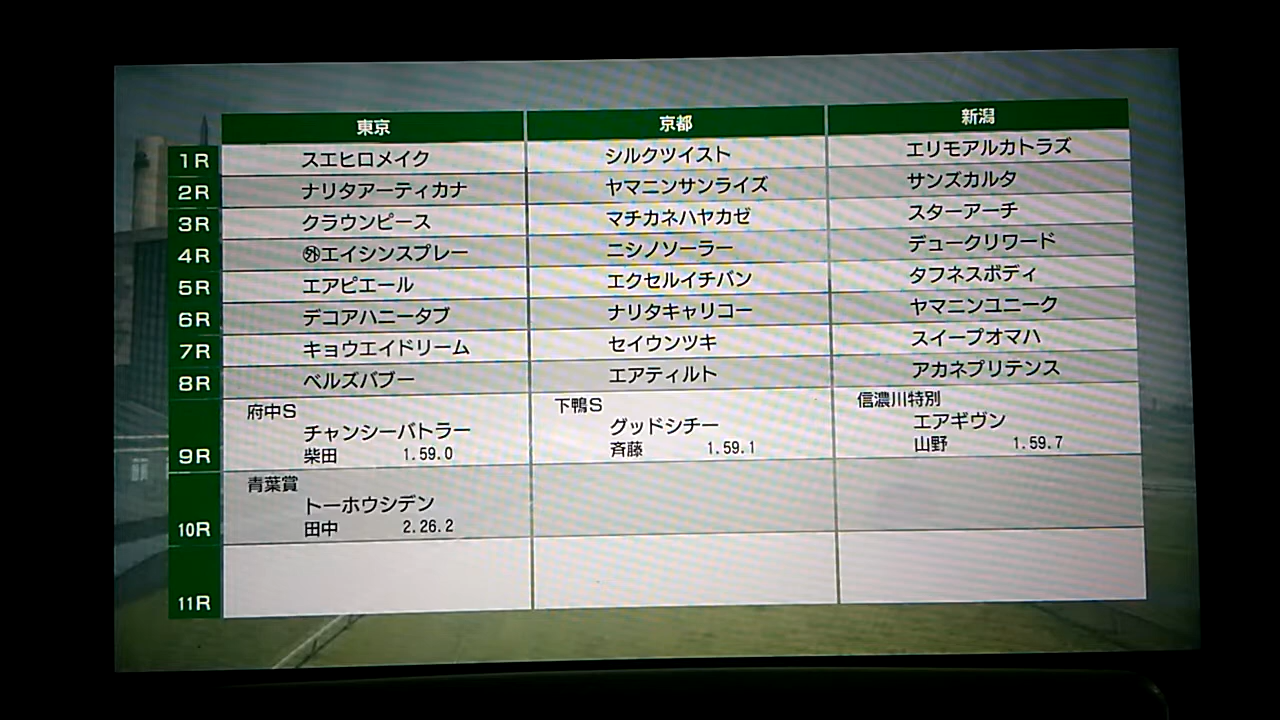 東京 京都 新潟
1R スエヒロメイク シルクツイスト エリモアルカトラズ
2R ナリタアーティカナ ヤマニンサンライズ サンズカルタ
3R クラウンピース マチカネハヤカゼ スターアーチ
4R ㊕エイシンスプレー ニシノソーラー デュークリワード
5R エアピエール エクセルイチバン タフネスボディ
6R デコアハニータブ ナリタキャリコー ヤマニンユニーク
7R キョウエイドリーム セイウンツキ スイープオマハ
8R ベルズバブー エアティルト アカネプリテンス
府中S 下鴨S 信濃川特別
チャンシーバトラー グッドシチー エアギヴン
9R 柴田 1.59.0 斉藤 1.59.1 山野 1.59.7
青葉賞
トーホウシデン
10R 田中 2.26.2
11R